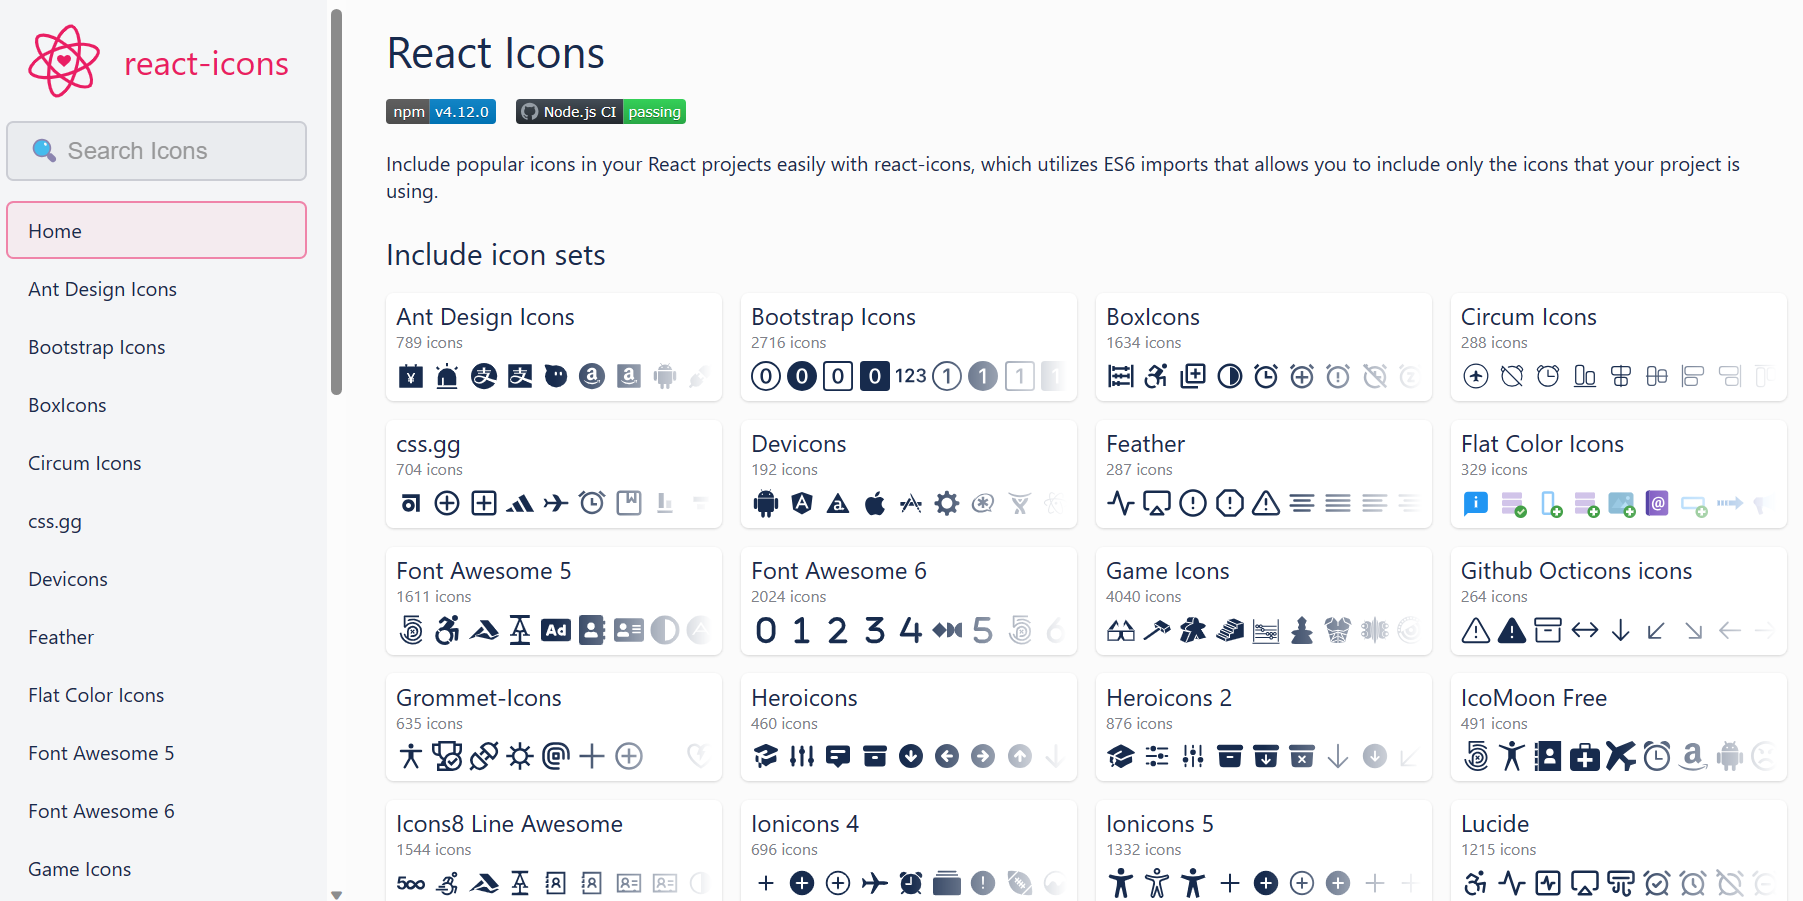 react-icons
Search Icons
Home
Ant Design Icons
Bootstrap Icons
BoxIcons
Circum Icons
css.gg
Devicons
Feather
Flat Color Icons
Font Awesome 5
Font Awesome 6
Game Icons
React Icons
npm v4.12.0 Node.js CI passing
Include popular icons in your React projects easily with react-icons, which utilizes ES6 imports that allows you to include only the icons that your project is
using.
Include icon sets
Ant Design Icons
789 icons
Bootstrap Icons
2716 icons
BoxIcons
1634 icons
Circum Icons
288 icons
css.gg
704 icons
Devicons
192 icons
Feather
287 icons
Flat Color Icons
329 icons
Font Awesome 5
1611 icons
Font Awesome 6
2024 icons
Game Icons
4040 icons
Github Octicons icons
264 icons
Grommet-Icons
635 icons
Heroicons
460 icons
Heroicons 2
876 icons
IcoMoon Free
491 icons
Icons8 Line Awesome
1544 icons
Ionicons 4
696 icons
Ionicons 5
1332 icons
Lucide
1215 icons